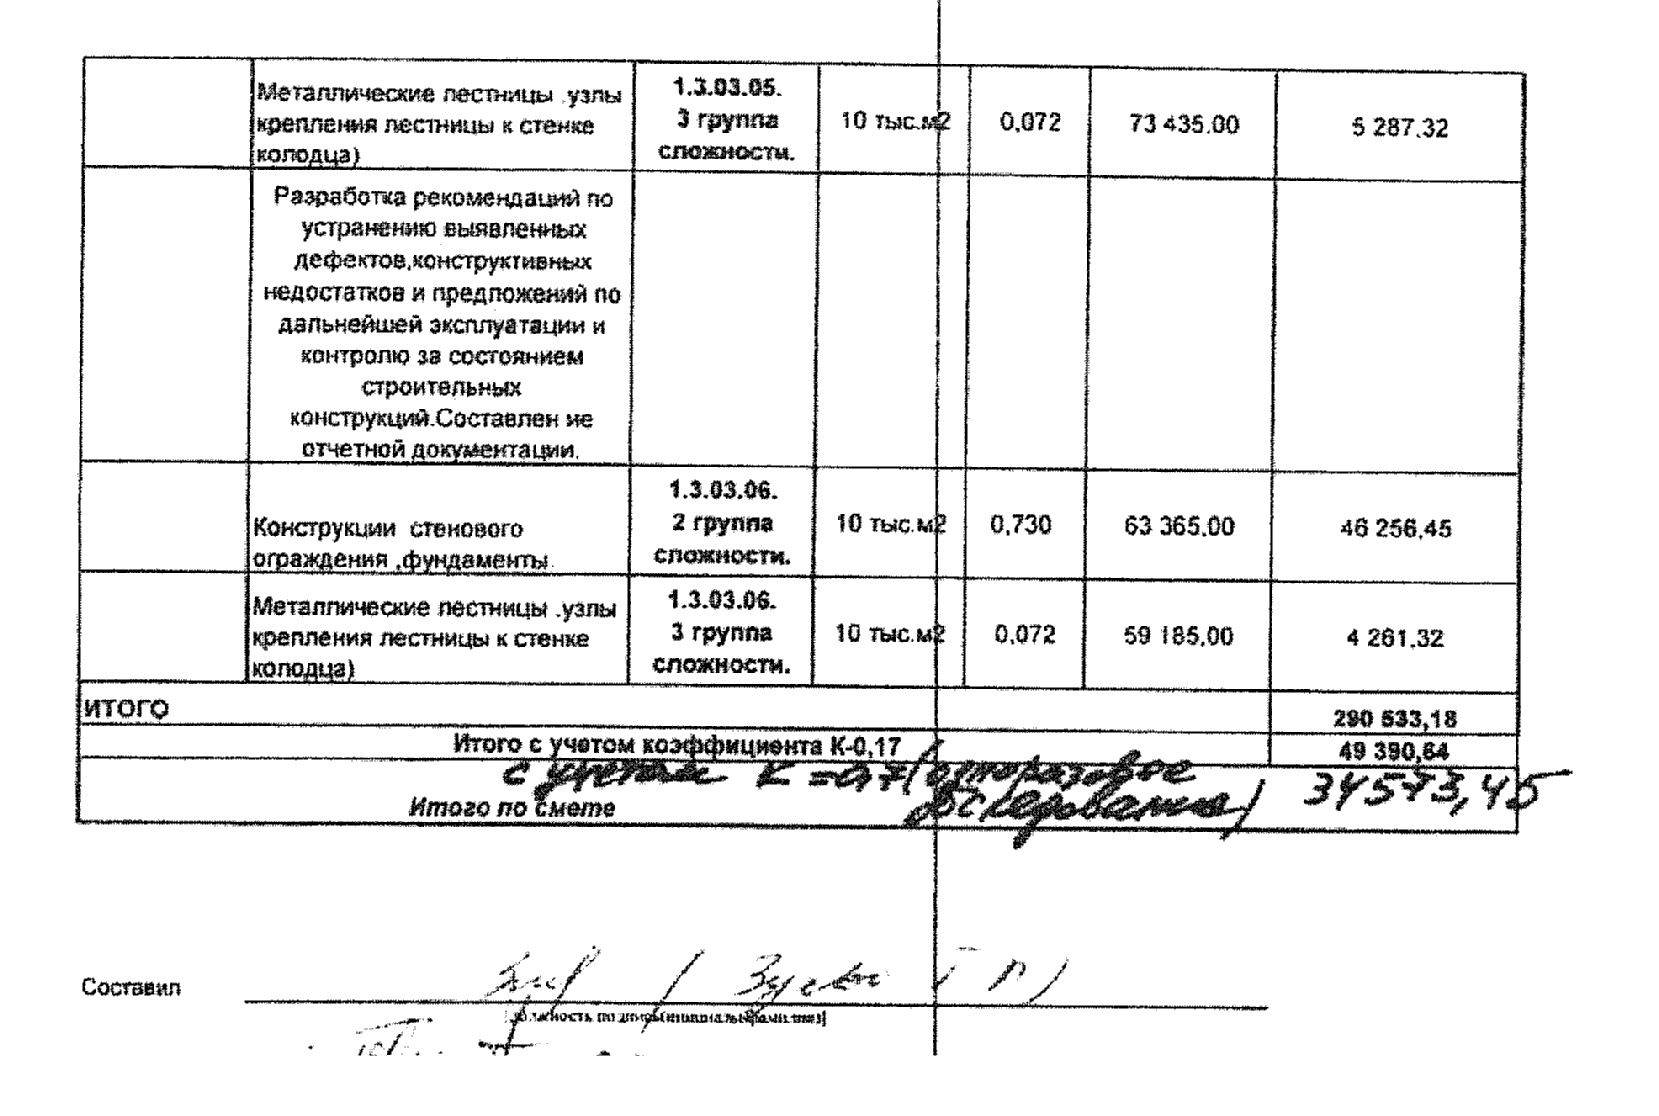 Металлические лестницы .узлы
крепления лестницы к стенке
колодца)
1.3.03.05.
3 группа
сложности.
10 тыс.м2
0,072
73 435.00
5 287.32
Разработка рекомендаций по
устранению выявленных
дефектов,конструктивных
недостатков и предложений по
дальнейшей эксплуатации и
контролю за состоянием
строительных
конструкций.Составлен ие
отчетной документации.
Конструкции стенового
ограждения ,фундаменты.
1.3.03.06.
2 группа
сложности.
10 тыс.м2
0,730
63 365.00
46 256,45
Металлические лестницы .узлы
крепления лестницы к стенке
колодца)
1.3.03.06.
3 группа
сложности.
10 тыс.м2
0,072
59 185,00
4 261,32
ИТОГО
290 533,18
Итого с учетом коэффициента К-0,17
49 390,64
с учетом К=0,7 (одноразовое
обследование)
34573,45
Итого по смете
Составил